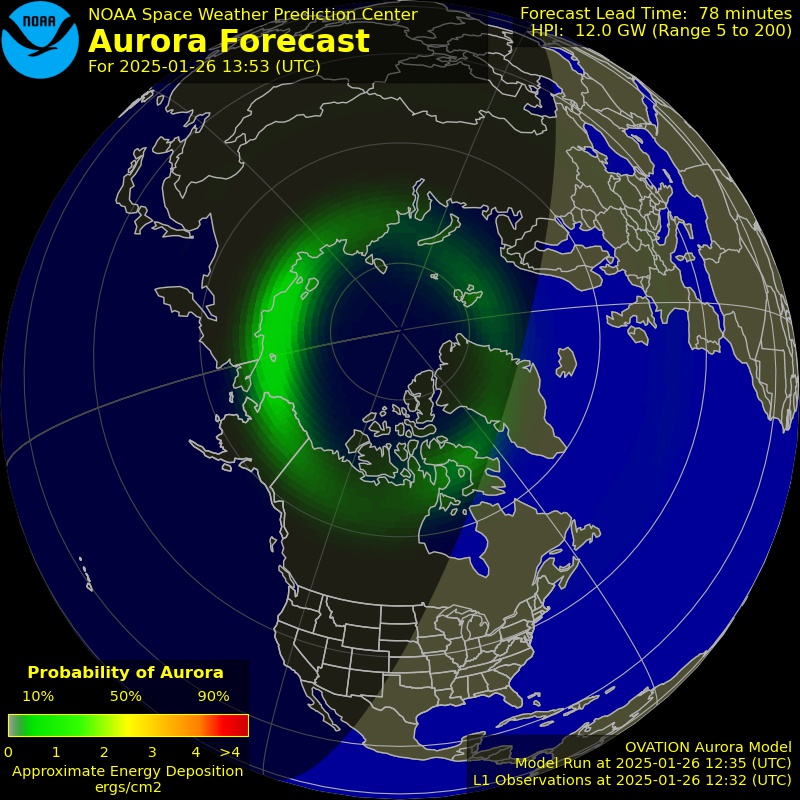 NOAA
NOAA Space Weather Prediction Center
Aurora Forecast
For 2025-01-26 13:53 (UTC)
Forecast Lead Time: 78 minutes
HPI: 12.0 GW (Range 5 to 200)
Probability of Aurora
10% 50% 90%
0 1 2 3 4 >4
Approximate Energy Deposition
ergs/cm2
OVATION Aurora Model
Model Run at 2025-01-26 12:35 (UTC)
L1 Observations at 2025-01-26 12:32 (UTC)